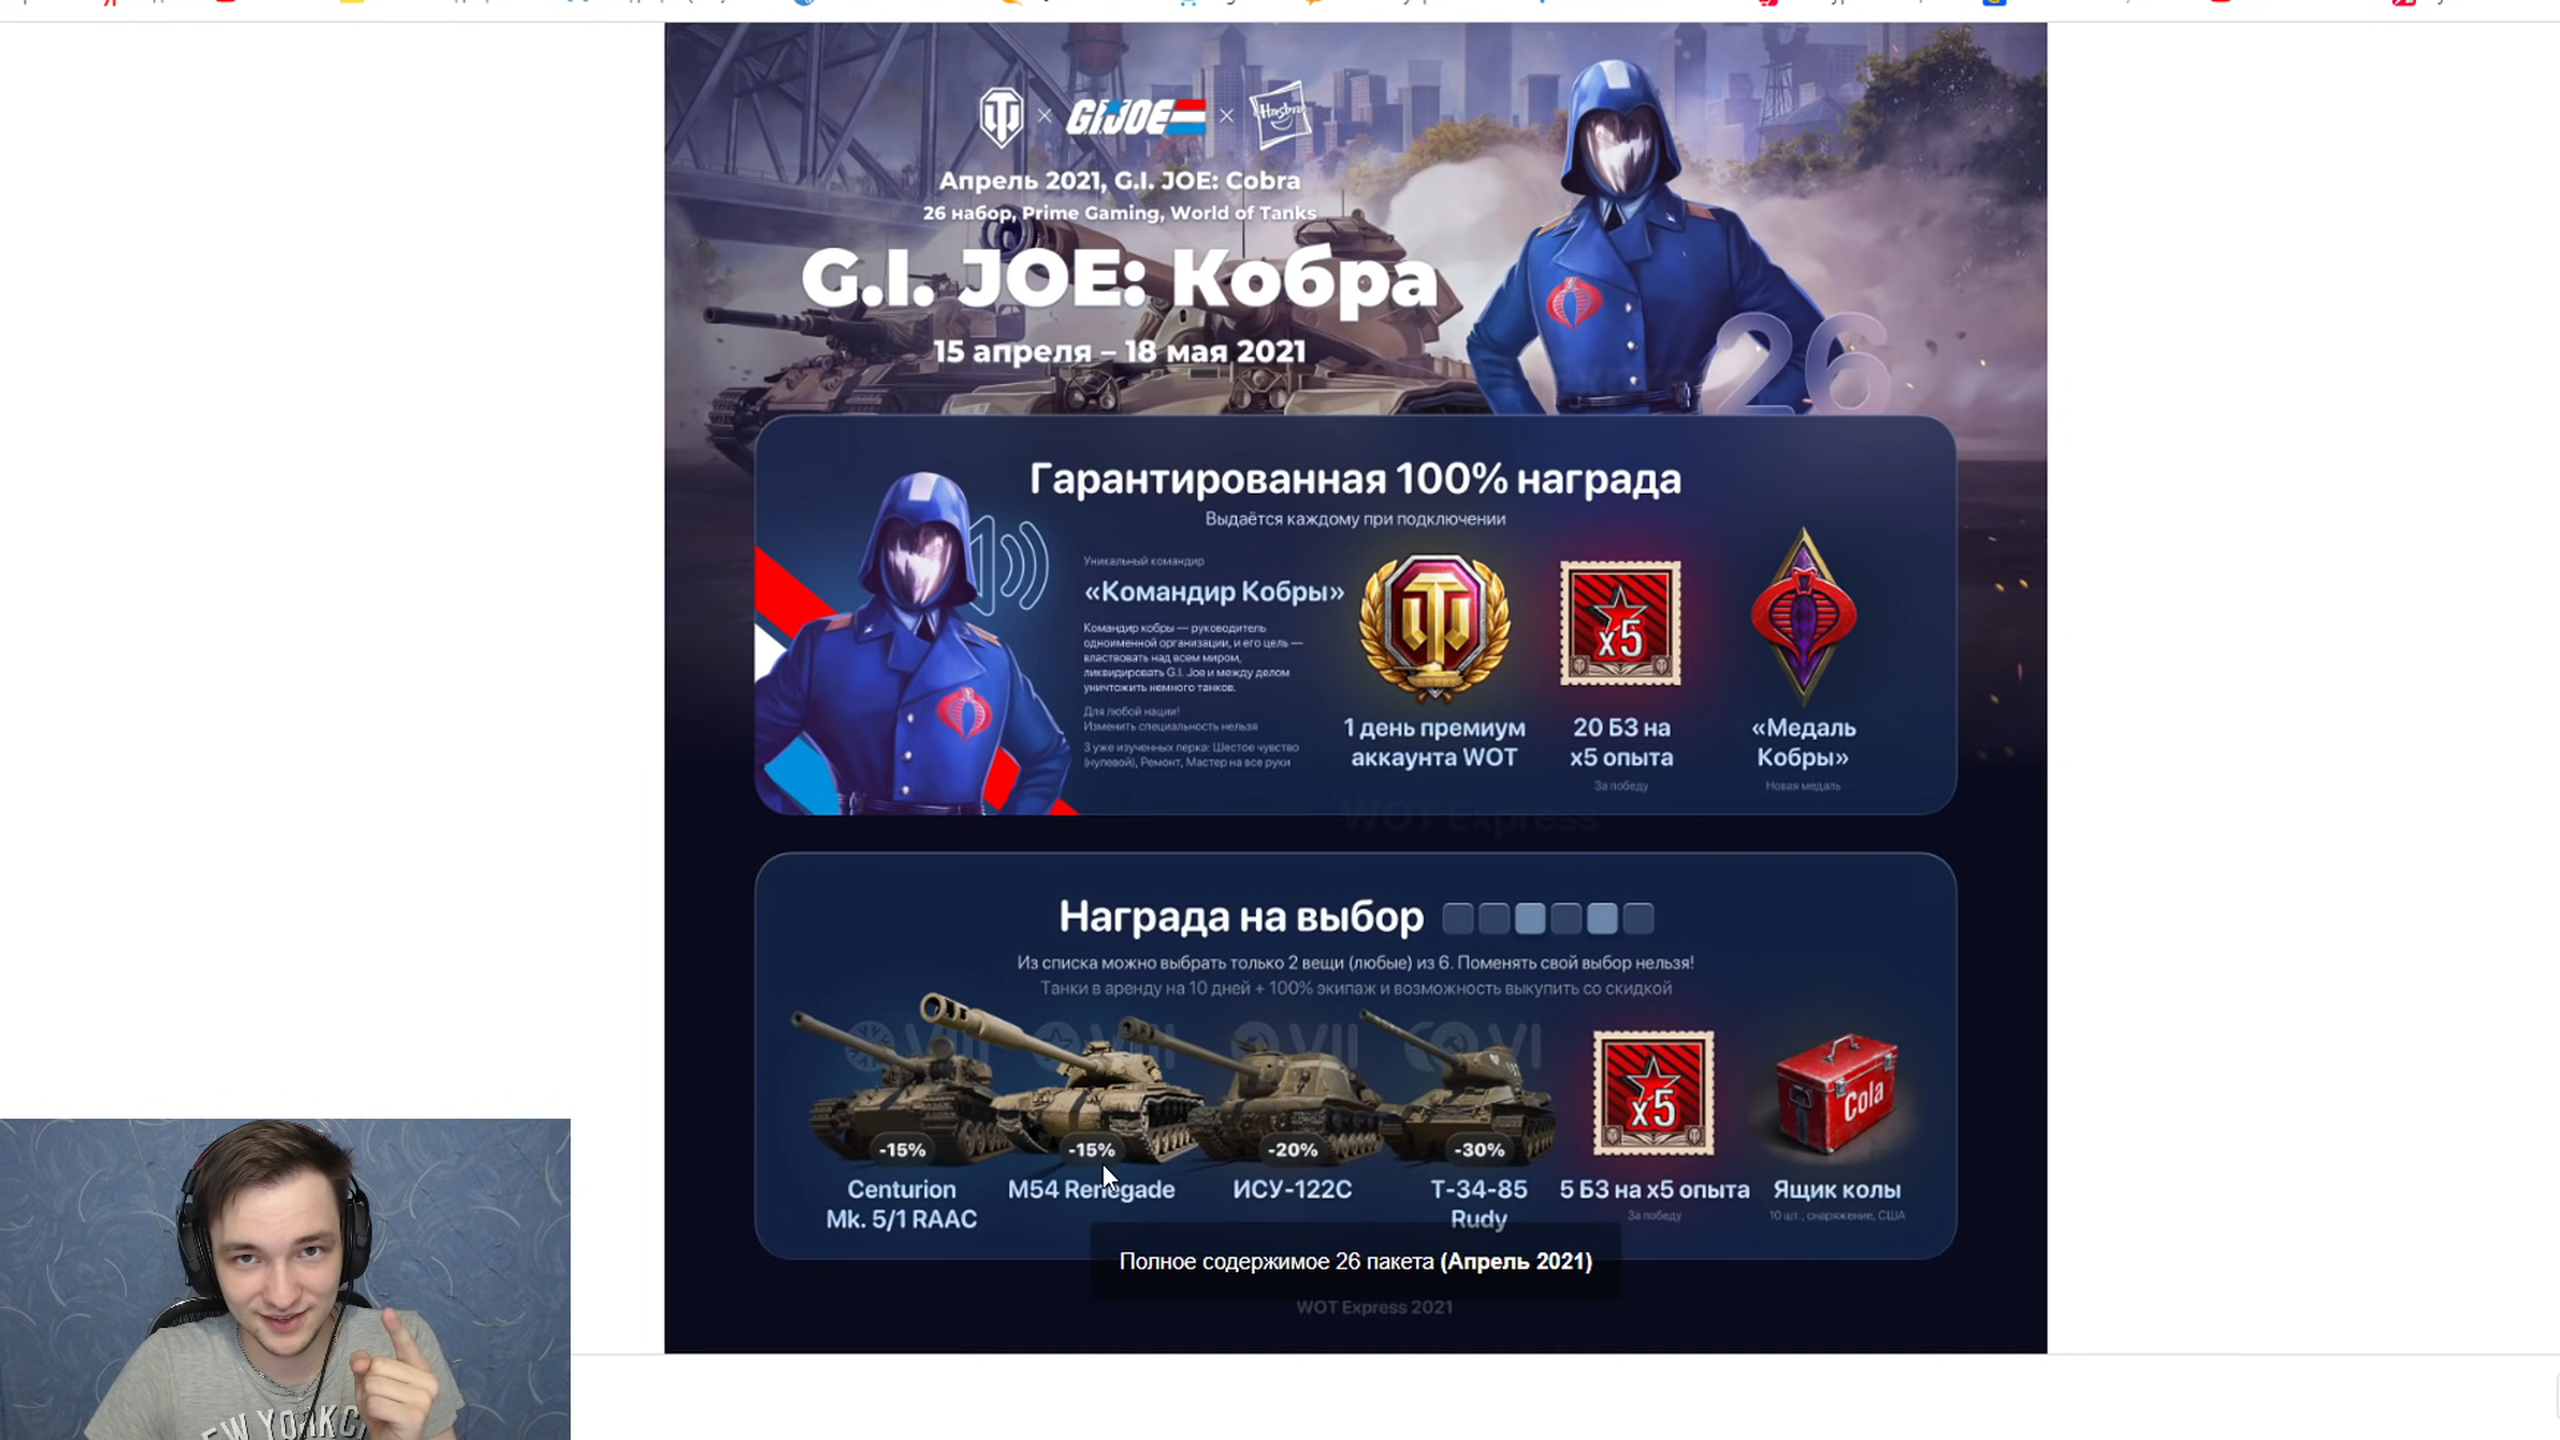 G.I. JOE
Hasbro
Апрель 2021, G.I. JOE: Cobra
26 набор, Prime Gaming, World of Tanks
G.I. JOE: Кобра
15 апреля – 18 мая 2021
26
Гарантированная 100% награда
Выдаётся каждому при подключении
Уникальный командир
«Командир Кобры»
Командир кобры — руководитель
одноименной организации, и его цель —
властвовать над всем миром,
ликвидировать G.I. Joe и между делом
уничтожить немного танков.
Для любой нации!
Изменить специальность нельзя
3 уже изученных перка: Шестое чувство
(нулевой), Ремонт, Мастер на все руки
x5
1 день премиум
аккаунта WOT
20 БЗ на
x5 опыта
За победу
«Медаль
Кобры»
Новая медаль
WOT Express
Награда на выбор
Из списка можно выбрать только 2 вещи (любые) из 6. Поменять свой выбор нельзя!
Танки в аренду на 10 дней + 100% экипаж и возможность выкупить со скидкой
VIII VIII VII VI
x5
Cola
-15% -15% -20% -30%
Centurion
Mk. 5/1 RAAC
M54 Renegade
ИСУ-122С
Т-34-85
Rudy
5 БЗ на x5 опыта
За победу
Ящик колы
10 шт., снаряжение, США
Полное содержимое 26 пакета (Апрель 2021)
WOT Express 2021